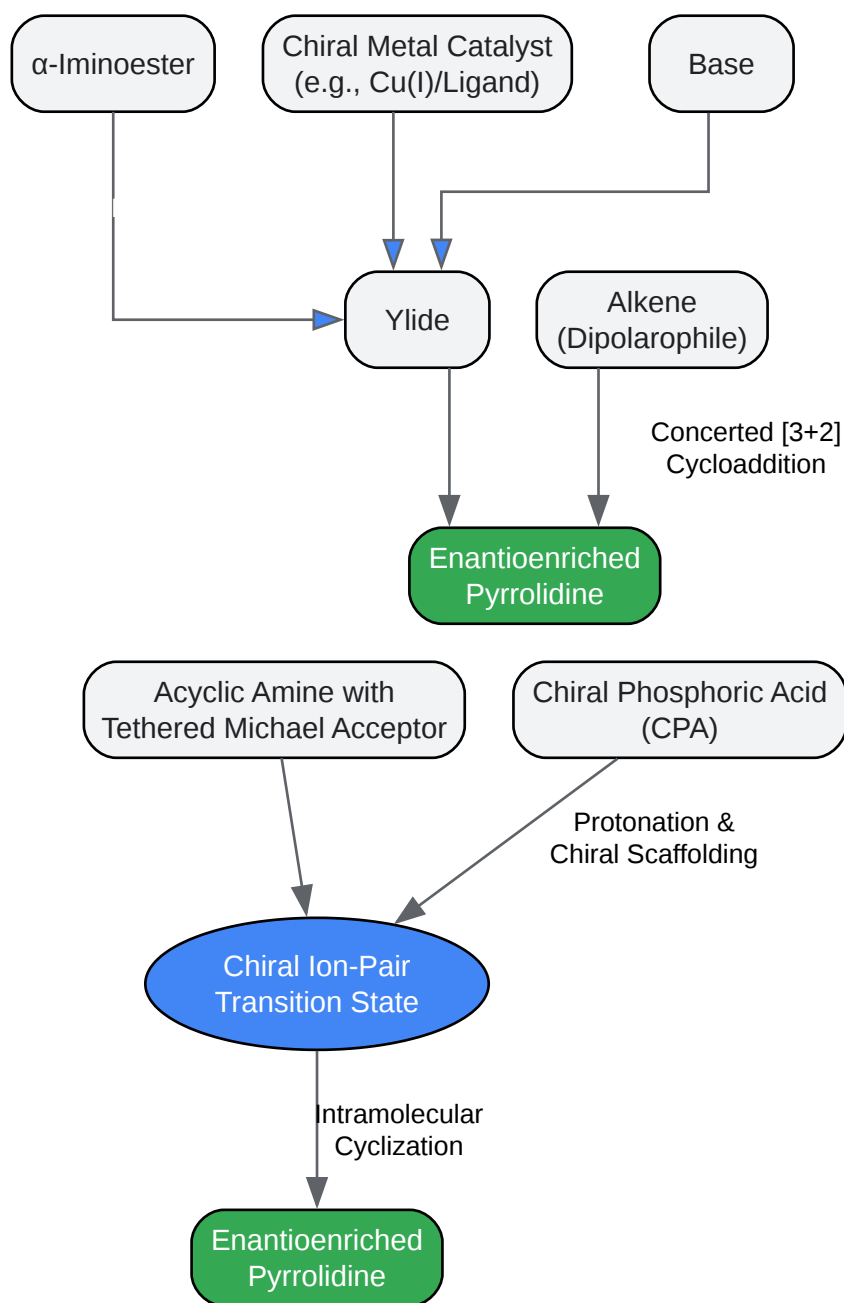 α-Iminoester
Chiral Metal Catalyst
(e.g., Cu(I)/Ligand)
Base
Ylide
Alkene
(Dipolarophile)
Concerted [3+2]
Cycloaddition
Enantioenriched
Pyrrolidine
Acyclic Amine with
Tethered Michael Acceptor
Chiral Phosphoric Acid
(CPA)
Protonation &
Chiral Scaffolding
Chiral Ion-Pair
Transition State
Intramolecular
Cyclization
Enantioenriched
Pyrrolidine